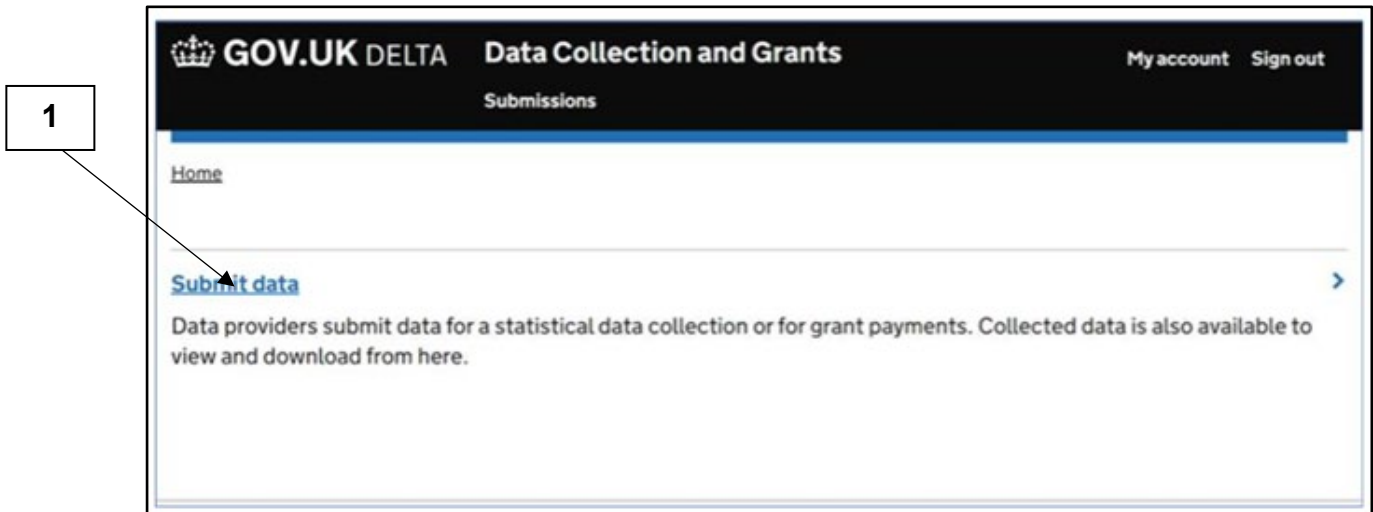 GOV.UK DELTA Data Collection and Grants My account Sign out
Submissions
1
Home
Submit data
Data providers submit data for a statistical data collection or for grant payments. Collected data is also available to
view and download from here.